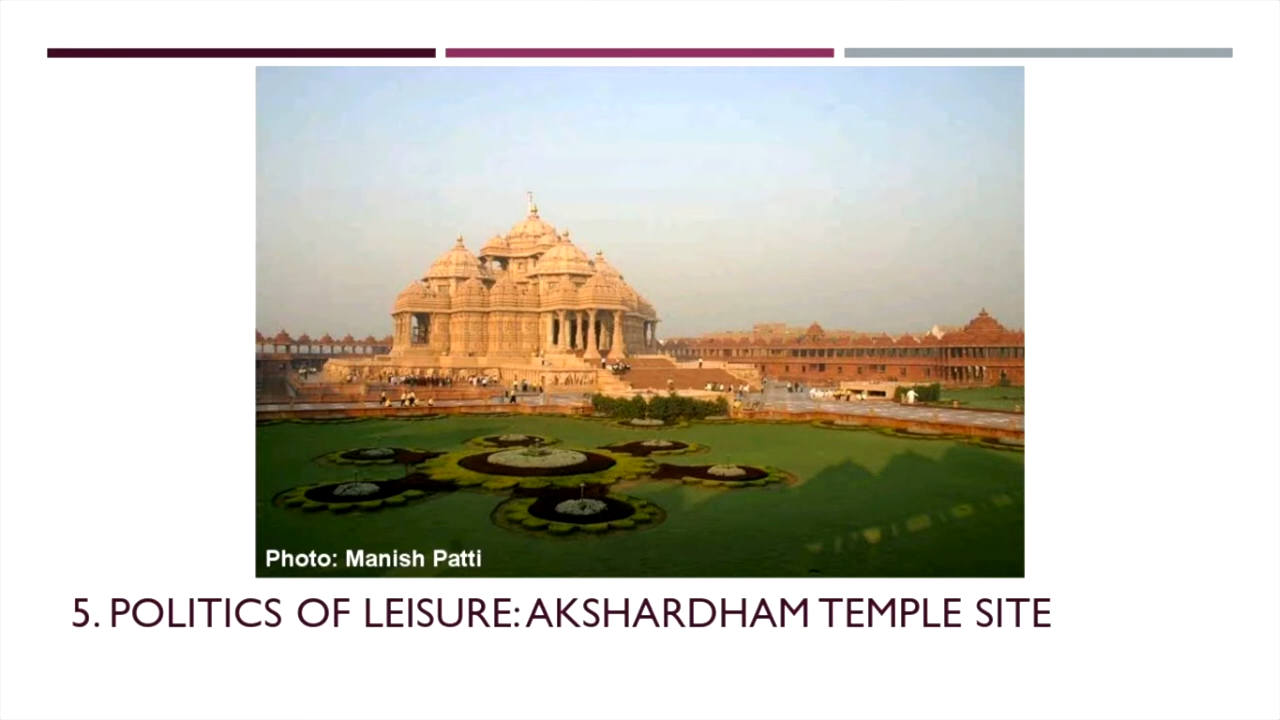 Photo: Manish Patti
5. POLITICS OF LEISURE: AKSHARDHAM TEMPLE SITE